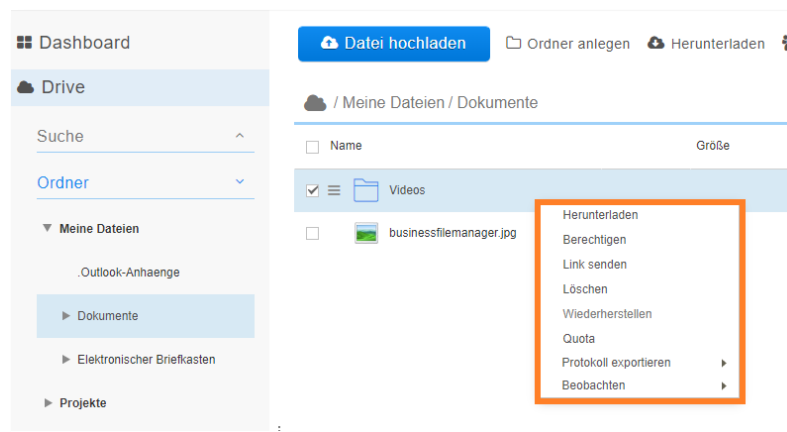 Dashboard
Datei hochladen
Ordner anlegen
Herunterladen
Drive
/ Meine Dateien / Dokumente
Suche
Name
Größe
Ordner
Videos
Meine Dateien
businessfilemanager.jpg
.Outlook-Anhaenge
Dokumente
Elektronischer Briefkasten
Projekte
Herunterladen
Berechtigen
Link senden
Löschen
Wiederherstellen
Quota
Protokoll exportieren
Beobachten